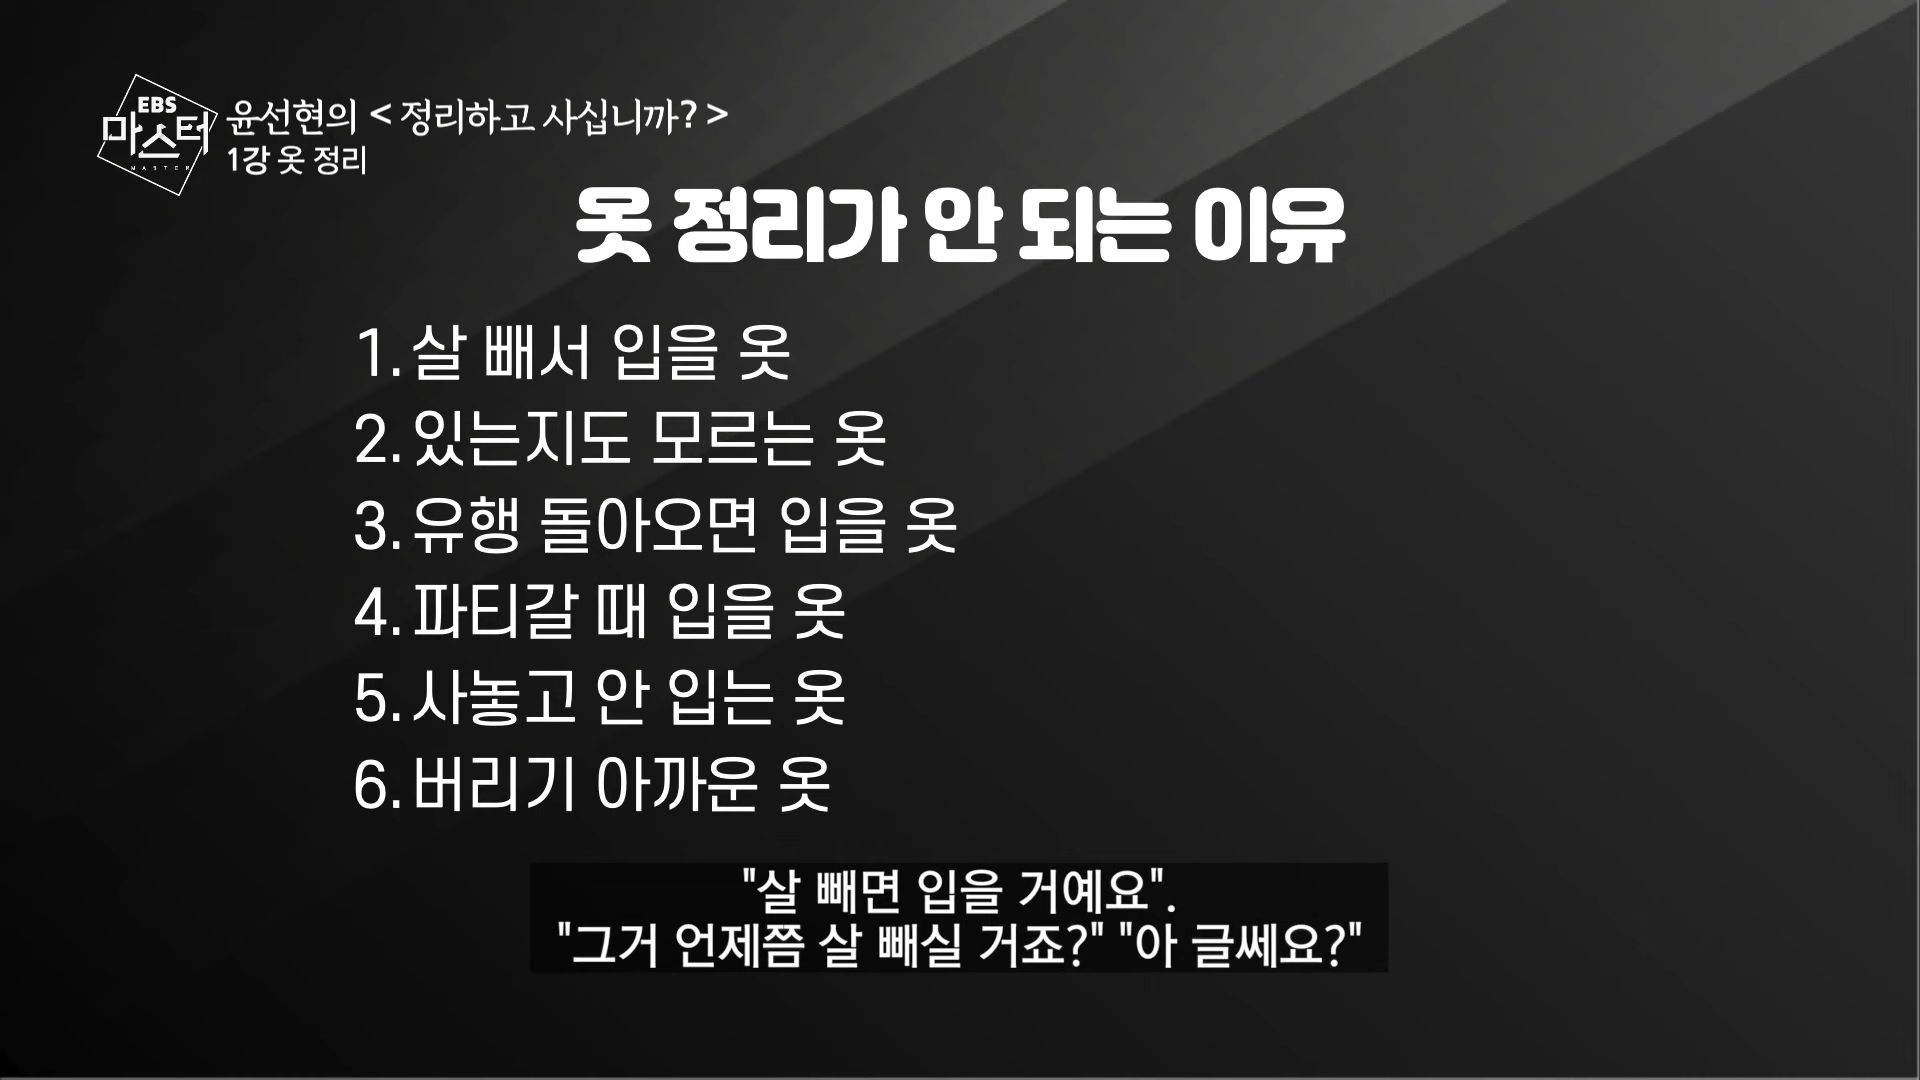 EBS
마스터
MASTER
윤선현의 < 정리하고 사십니까? >
1강 옷 정리
옷 정리가 안 되는 이유
1. 살 빼서 입을 옷
2. 있는지도 모르는 옷
3. 유행 돌아오면 입을 옷
4. 파티갈 때 입을 옷
5. 사놓고 안 입는 옷
6. 버리기 아까운 옷
"살 빼면 입을 거예요".
"그거 언제쯤 살 빼실 거죠?" "아 글쎄요?"